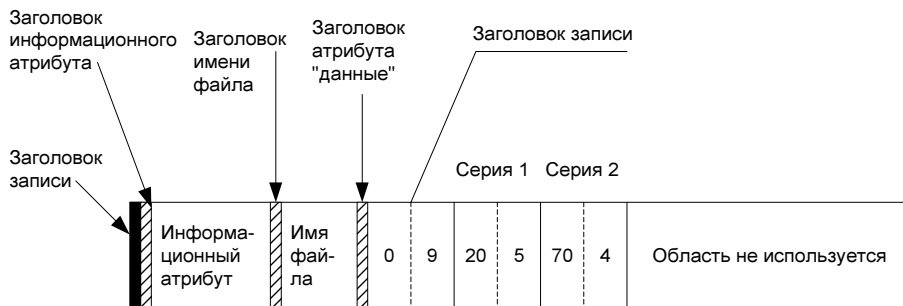 Заголовок
информационного
атрибута
Заголовок
имени
файла
Заголовок
атрибута
"данные"
Заголовок записи
Заголовок
записи
Серия 1
Серия 2
Информа-
ционный
атрибут
Имя
фай-
ла
0
9
20
5
70
4
Область не используется